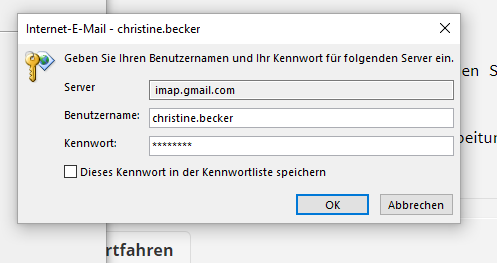 Internet-E-Mail - christine.becker
Geben Sie Ihren Benutzernamen und Ihr Kennwort für folgenden Server ein.
Server
imap.gmail.com
Benutzername:
christine.becker
Kennwort:
********
Dieses Kennwort in der Kennwortliste speichern
OK
Abbrechen
en S
beitun
rtfahren